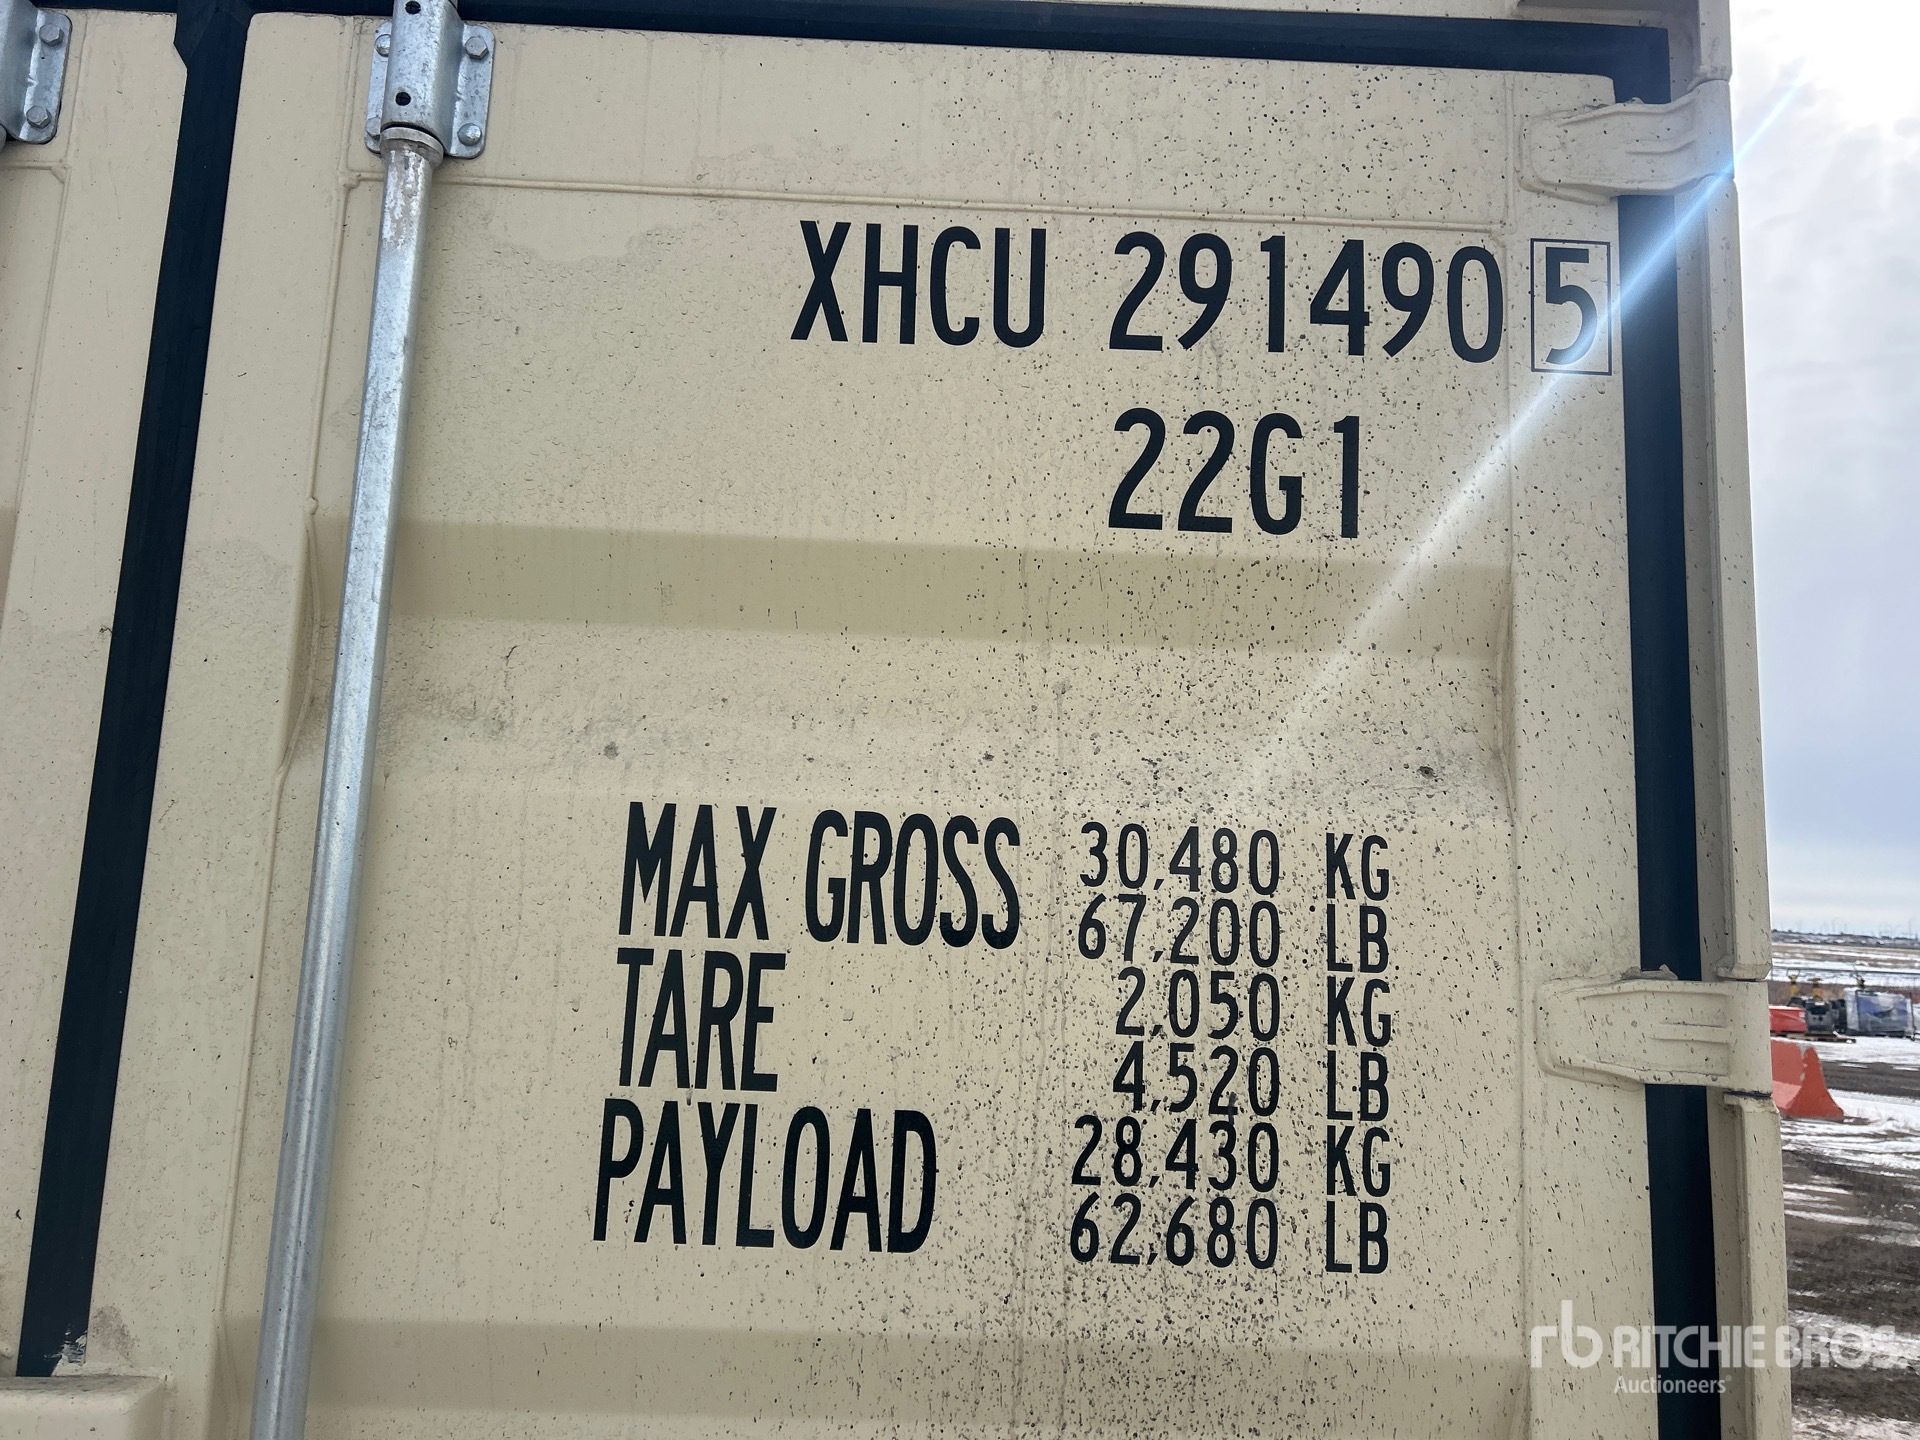 XHCU 291490 5
22G1
MAX GROSS 30,480 KG
67,200 LB
TARE 2,050 KG
4,520 LB
PAYLOAD 28,430 KG
62,680 LB
rb RITCHIE BROS.
Auctioneers